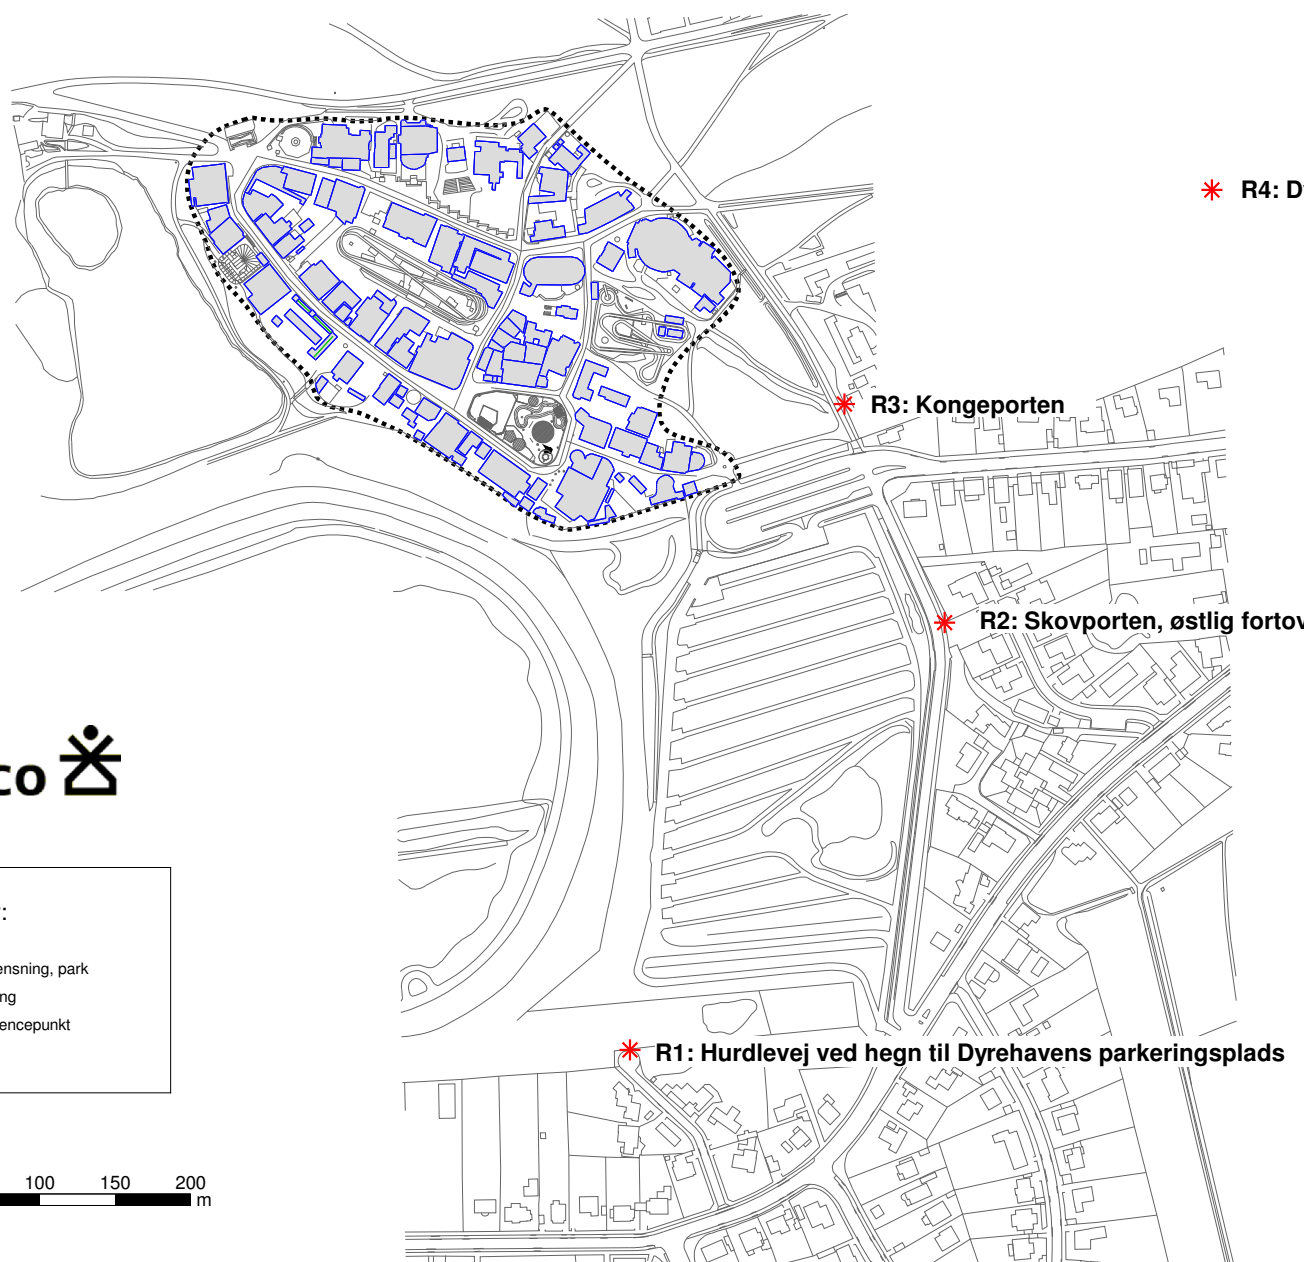 R4: D
R3: Kongeporten
R2: Skovporten, østlig fortov
co
:
ensning, park
ng
encepunkt
R1: Hurdlevej ved hegn til Dyrehavens parkeringsplads
100 150 200
m